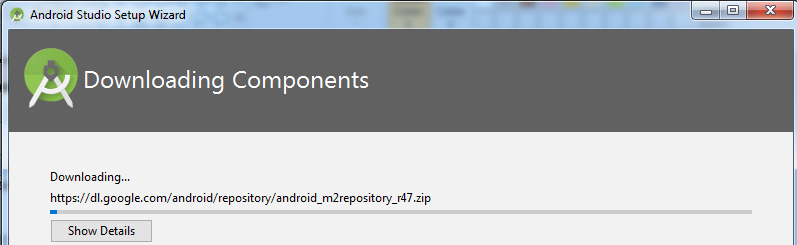 Android Studio Setup Wizard
Downloading Components
Downloading...
https://dl.google.com/android/repository/android_m2repository_r47.zip
Show Details